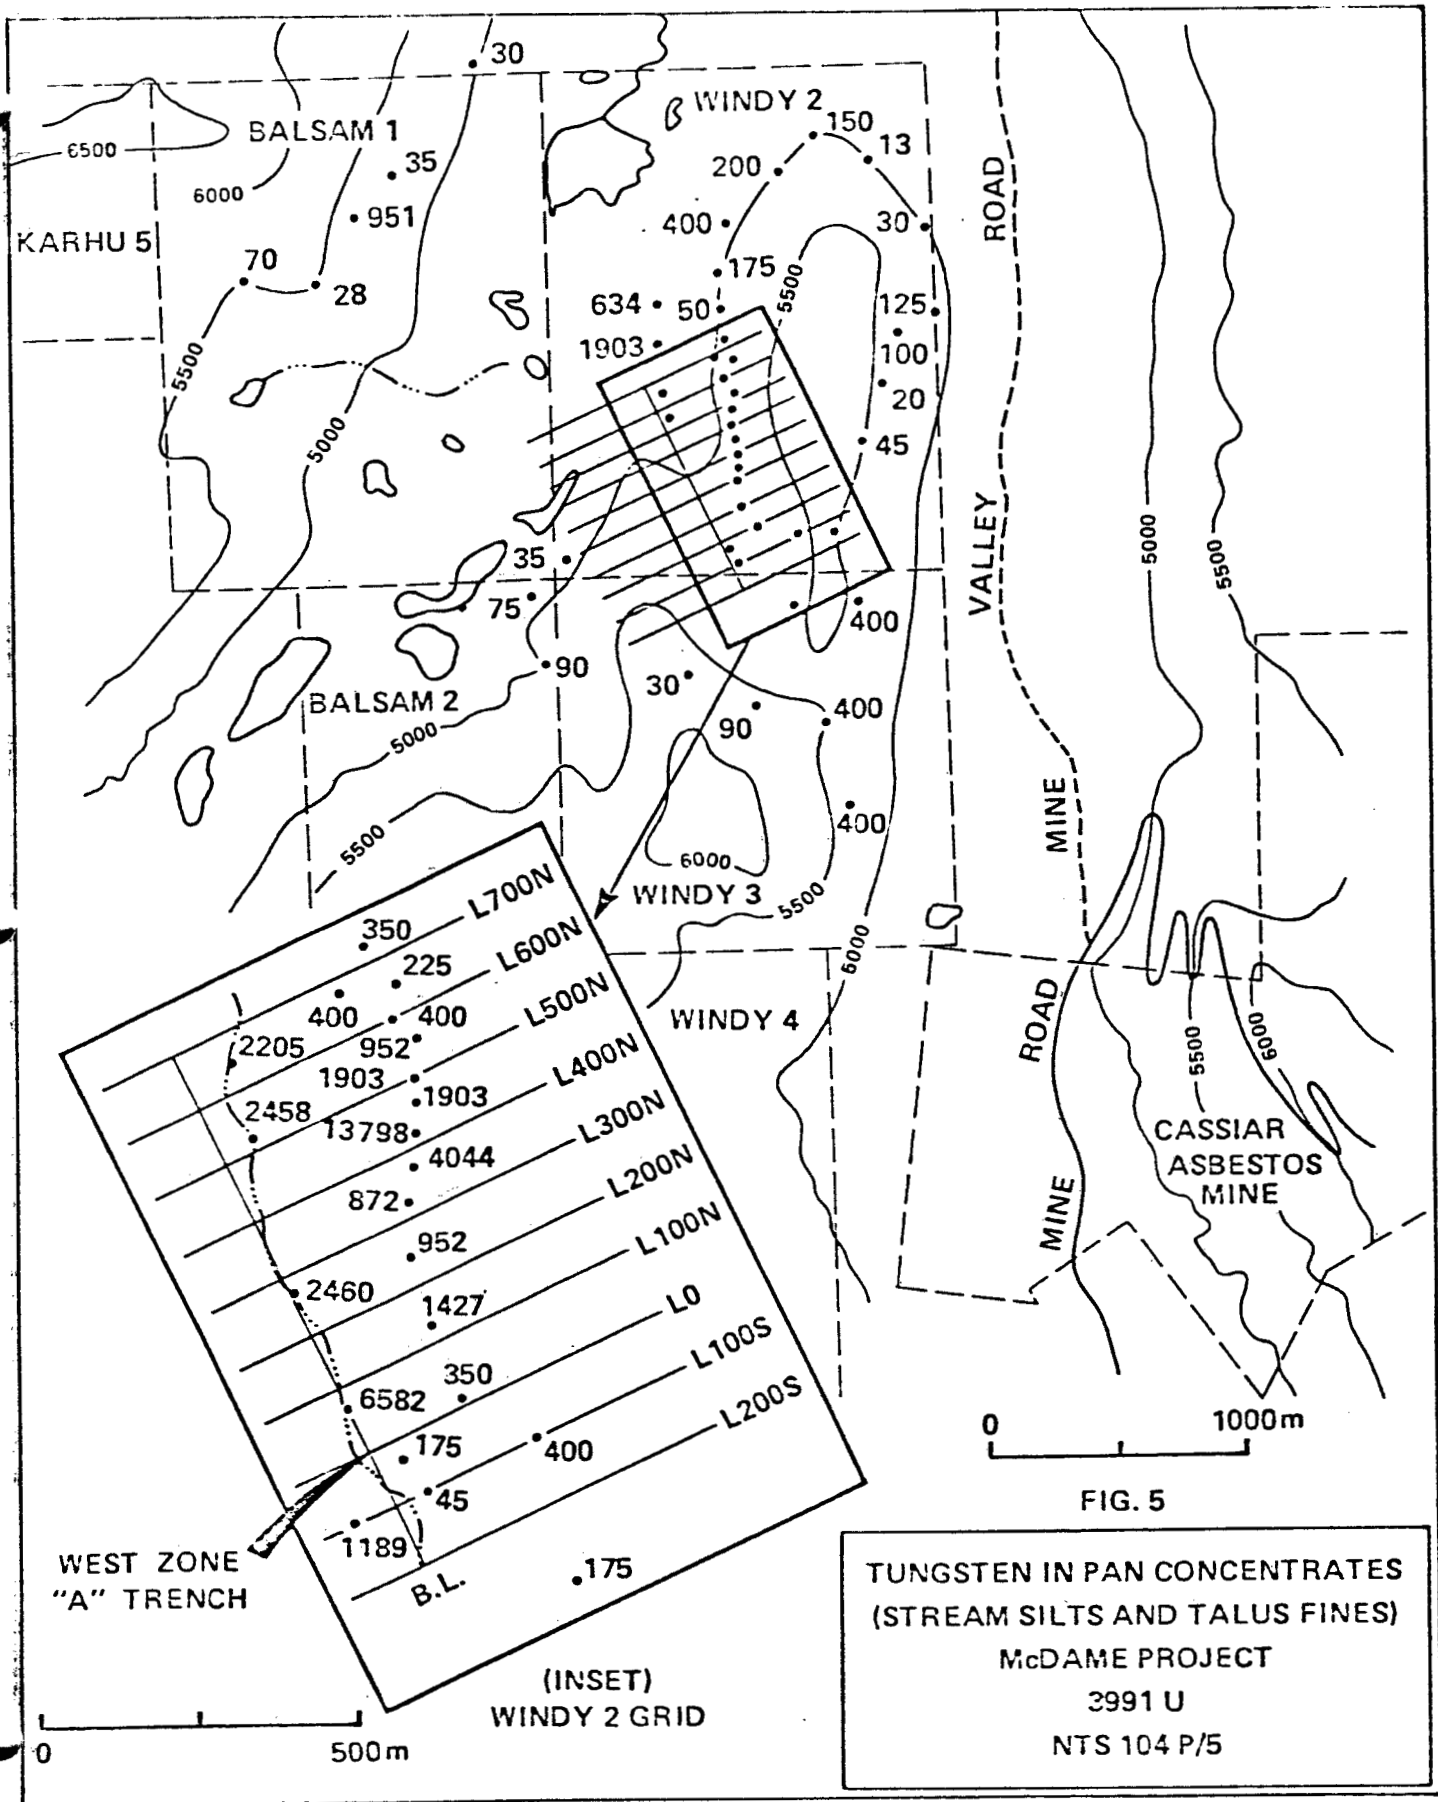 30
WINDY 2
BALSAM 1
150
13
6500
35
200
6000
951
400
30
KARHU 5
70
28
175
5500
634
50
125
1903
100
5500
20
5000
45
35
75
400
90
30
BALSAM 2
90
400
5000
400
5500
6000
WINDY 3
5500
5000
WINDY 4
ROAD
VALLEY
MINE
ROAD
MINE
5000
5500
5500
6000
CASSIAR
ASBESTOS
MINE
350
L700N
225
L600N
400
400
L500N
2205
952
1903
L400N
2458
1903
13798
L300N
4044
872
L200N
952
L100N
2460
1427
L0
350
L100S
6582
175
400
L200S
45
1189
B.L.
175
WEST ZONE
"A" TRENCH
(INSET)
WINDY 2 GRID
0
500m
0
1000m
FIG. 5
TUNGSTEN IN PAN CONCENTRATES
(STREAM SILTS AND TALUS FINES)
McDAME PROJECT
3991 U
NTS 104 P/5